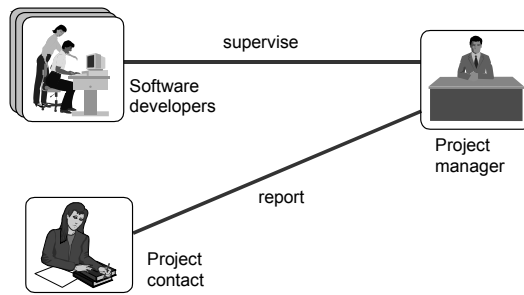 supervise
Software
developers
Project
manager
report
Project
contact